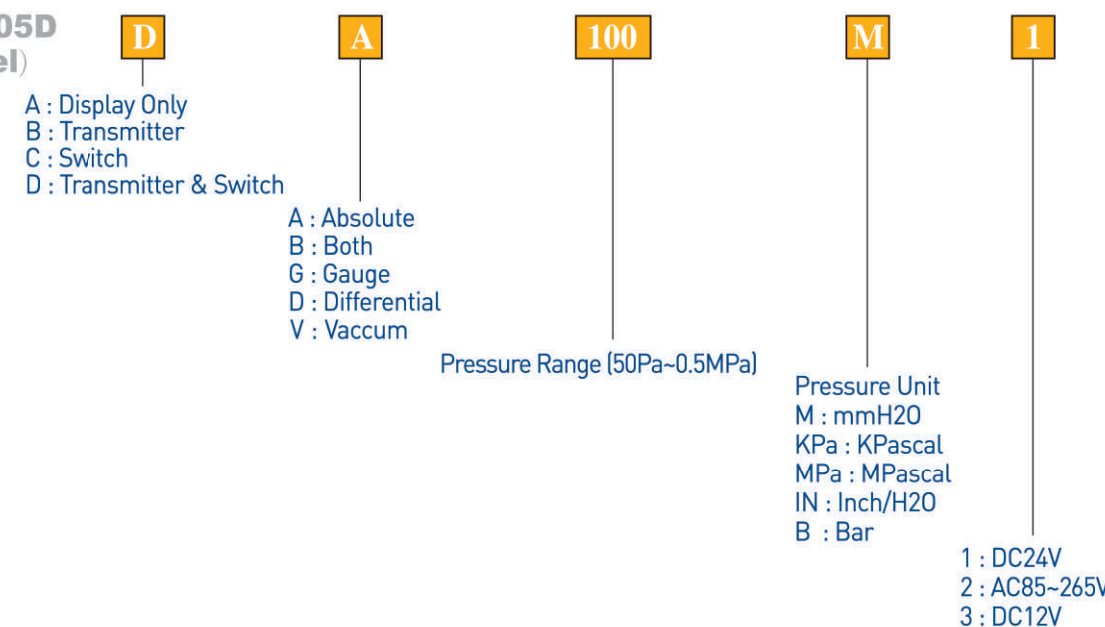 05D
el)
D A 100 M 1
A : Display Only
B : Transmitter
C : Switch
D : Transmitter & Switch
A : Absolute
B : Both
G : Gauge
D : Differential
V : Vaccum
Pressure Range (50Pa~0.5MPa)
Pressure Unit
M : mmH2O
KPa : KPascal
MPa : MPascal
IN : Inch/H2O
B : Bar
1 : DC24V
2 : AC85~265V
3 : DC12V